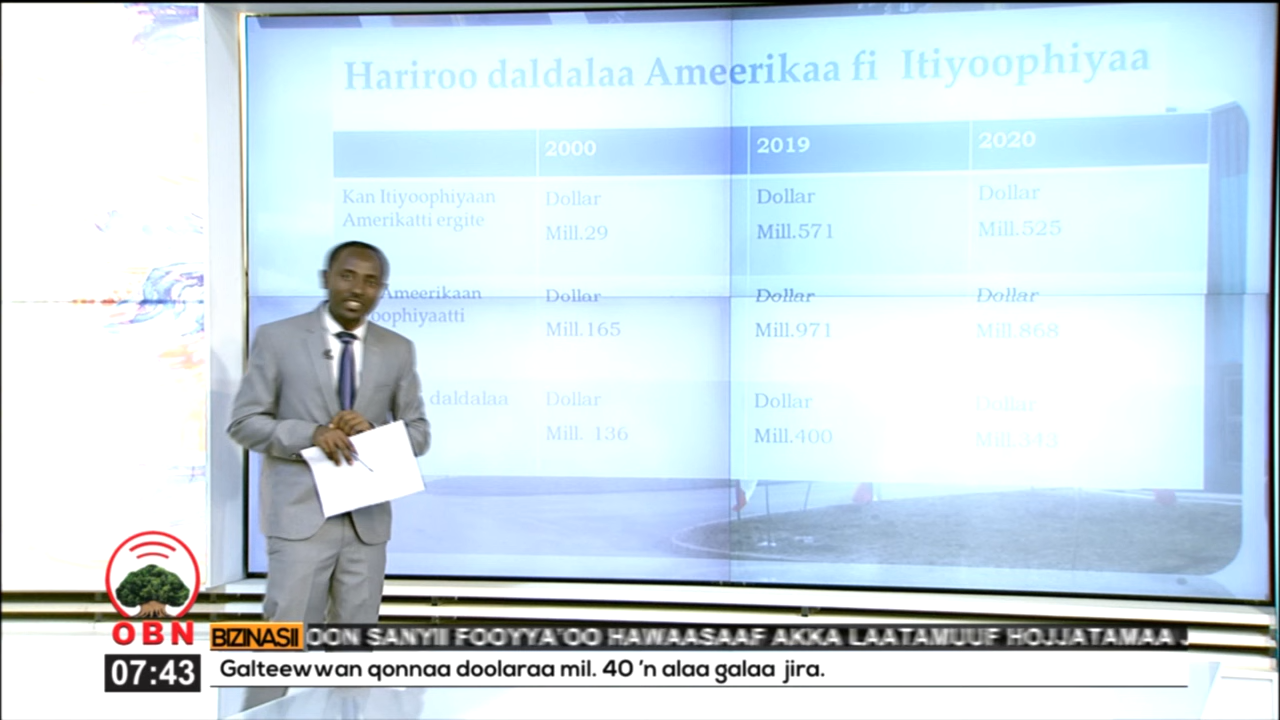 Hariroo daldalaa Ameerikaa fi Itiyoophiyaa
2000 2019 2020
Kan Itiyoophiyaan Dollar Dollar Dollar
Amerikatti ergite Mill.29 Mill.571 Mill.525
Ameerikaan Dollar Dollar Dollar
Mill.165 Mill.971 Mill.868
daldalaa Dollar Dollar Dollar
Mill. 136 Mill.400 Mill.343
OBN
BIZINASII
SANYII FOOYYA'OO HAWAASAAF AKKA LAATAMUUF HOJJATAMAA
07:43
Galteewwan qonnaa doolaraa mil. 40 'n alaa galaa jira.